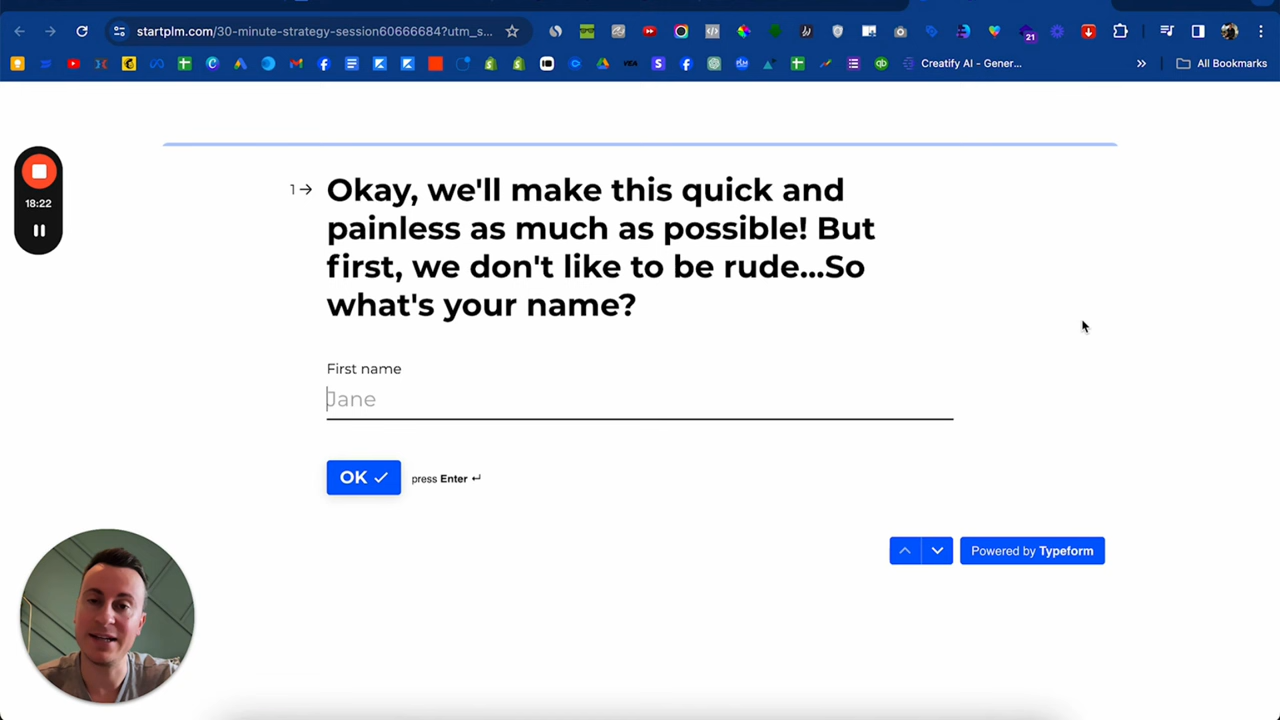 startplm.com/30-minute-strategy-session60666684?utm_s...
21
VEA
Creatify AI - Gener...
»
All Bookmarks
18:22
1→
Okay, we'll make this quick and
painless as much as possible! But
first, we don't like to be rude...So
what's your name?
First name
Jane
OK
press Enter ↵
Powered by Typeform